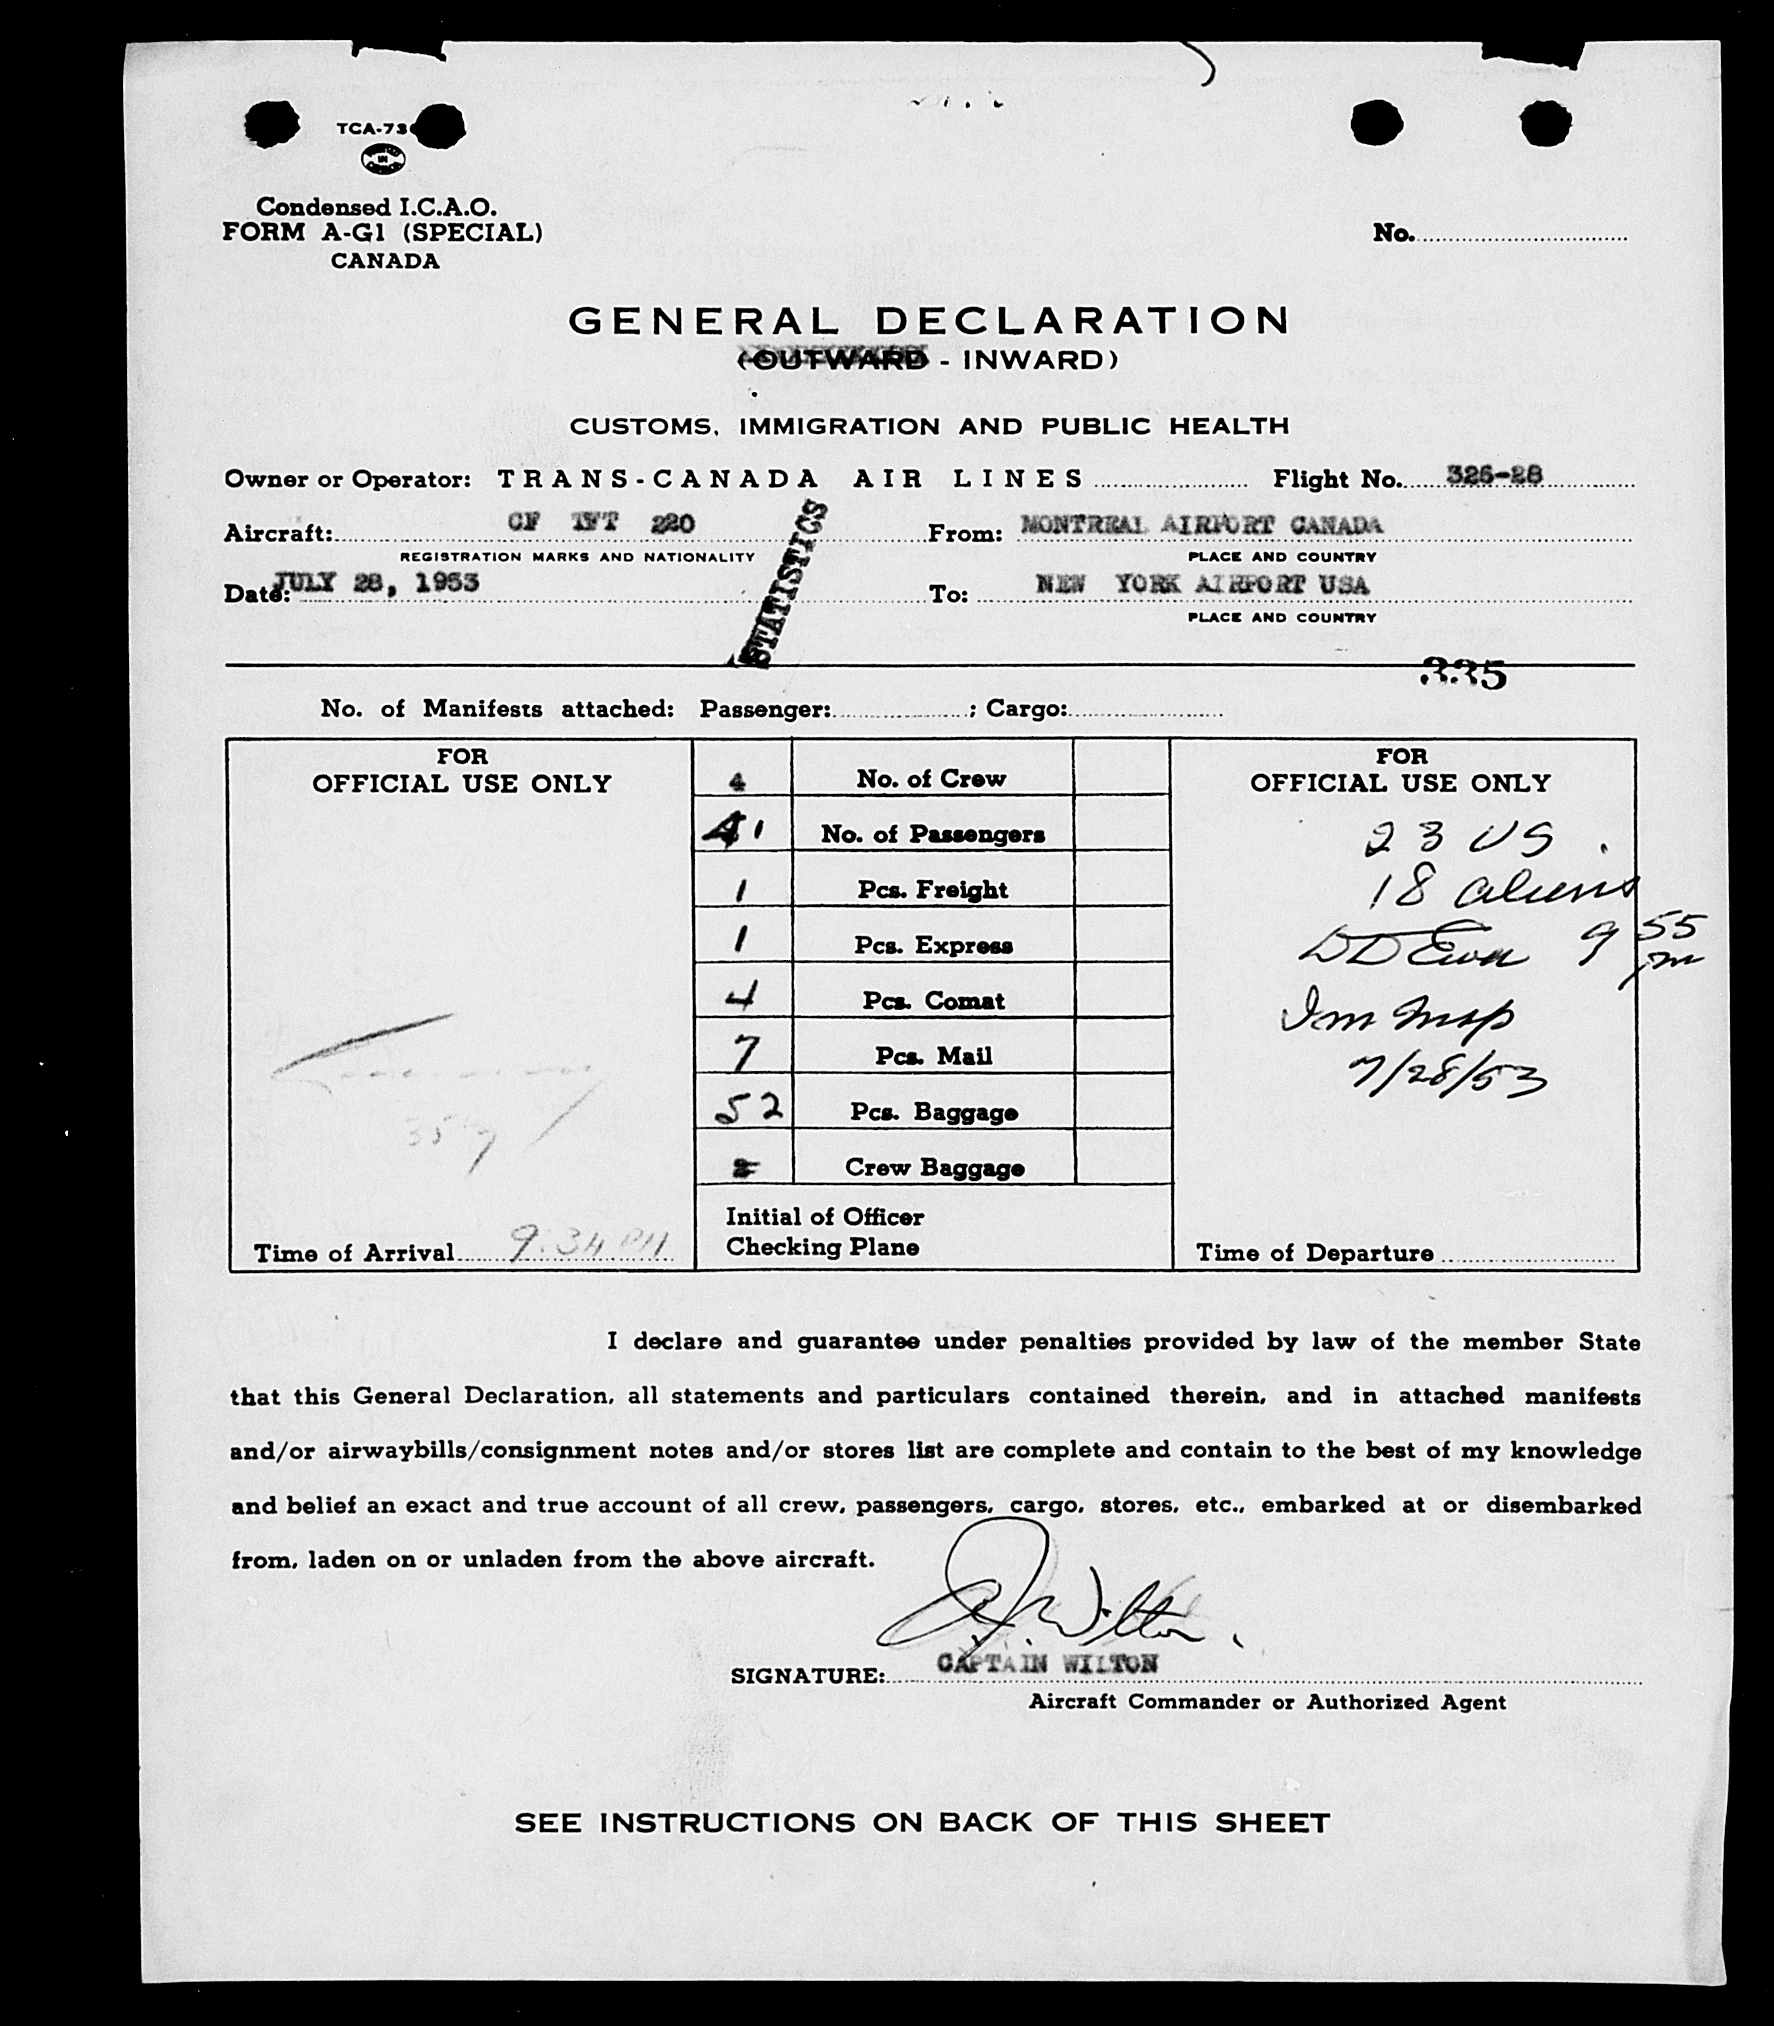 TCA-73
IN
Condensed I.C.A.O.
FORM A-G1 (SPECIAL)
CANADA
No.
GENERAL DECLARATION
(OUTWARD - INWARD)
CUSTOMS, IMMIGRATION AND PUBLIC HEALTH
Owner or Operator: TRANS-CANADA AIR LINES Flight No. 326-28
Aircraft: CF TFT 220 From: MONTREAL AIRPORT CANADA
REGISTRATION MARKS AND NATIONALITY PLACE AND COUNTRY
Date: JULY 28, 1953 To: NEW YORK AIRPORT USA
PLACE AND COUNTRY
STATISTICS
335
No. of Manifests attached: Passenger: ; Cargo:
FOR
OFFICIAL USE ONLY
4 No. of Crew
41 No. of Passengers
1 Pcs. Freight
1 Pcs. Express
4 Pcs. Comat
7 Pcs. Mail
52 Pcs. Baggage
Crew Baggage
Initial of Officer
Checking Plane
357
Time of Arrival 9:34 PM
FOR
OFFICIAL USE ONLY
23 US
18 aliens
9 55 pm
Imm Insp
7/28/53
Time of Departure
I declare and guarantee under penalties provided by law of the member State
that this General Declaration, all statements and particulars contained therein, and in attached manifests
and/or airwaybills/consignment notes and/or stores list are complete and contain to the best of my knowledge
and belief an exact and true account of all crew, passengers, cargo, stores, etc., embarked at or disembarked
from, laden on or unladen from the above aircraft.
Wilton
SIGNATURE: CAPTAIN WILTON
Aircraft Commander or Authorized Agent
SEE INSTRUCTIONS ON BACK OF THIS SHEET